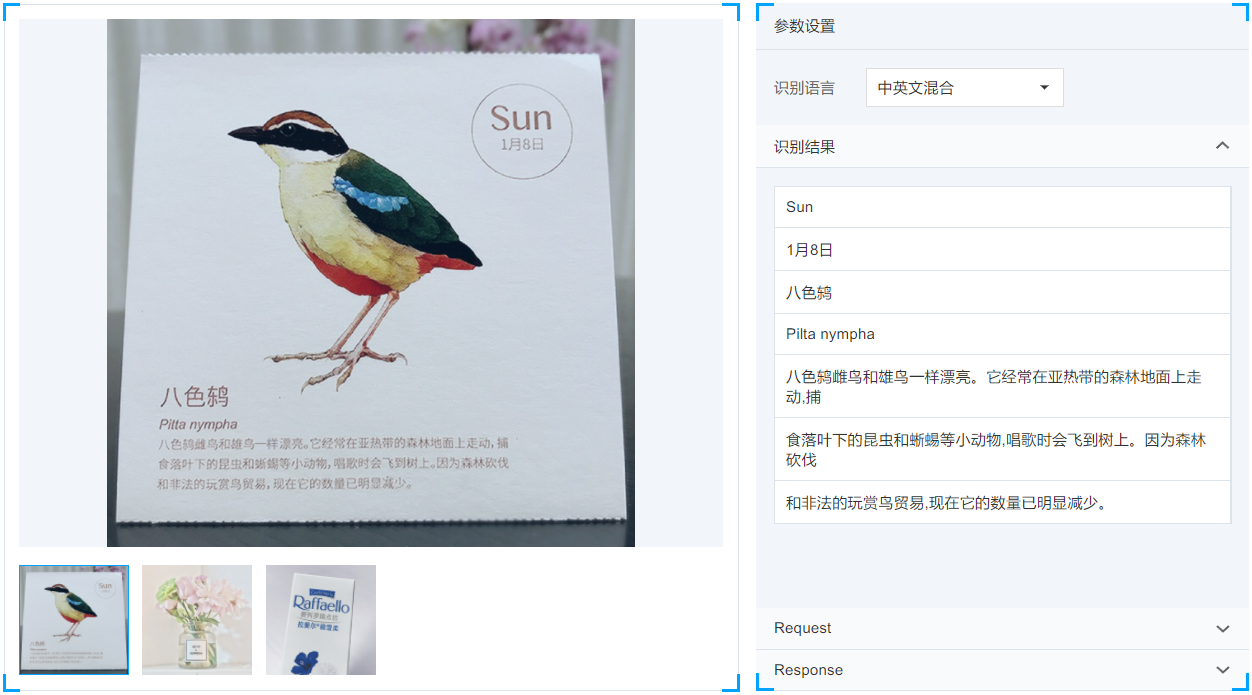 Sun
1月8日
八色鸫
Pitta nympha
八色鸫雌鸟和雄鸟一样漂亮。它经常在亚热带的森林地面上走动,捕
食落叶下的昆虫和蜥蜴等小动物,唱歌时会飞到树上。因为森林砍伐
和非法的玩赏鸟贸易,现在它的数量已明显减少。
Raffaello
参数设置
识别语言
中英文混合
识别结果
Sun
1月8日
八色鸫
Pilta nympha
八色鸫雌鸟和雄鸟一样漂亮。它经常在亚热带的森林地面上走
动,捕
食落叶下的昆虫和蜥蜴等小动物,唱歌时会飞到树上。因为森林
砍伐
和非法的玩赏鸟贸易,现在它的数量已明显减少。
Request
Response